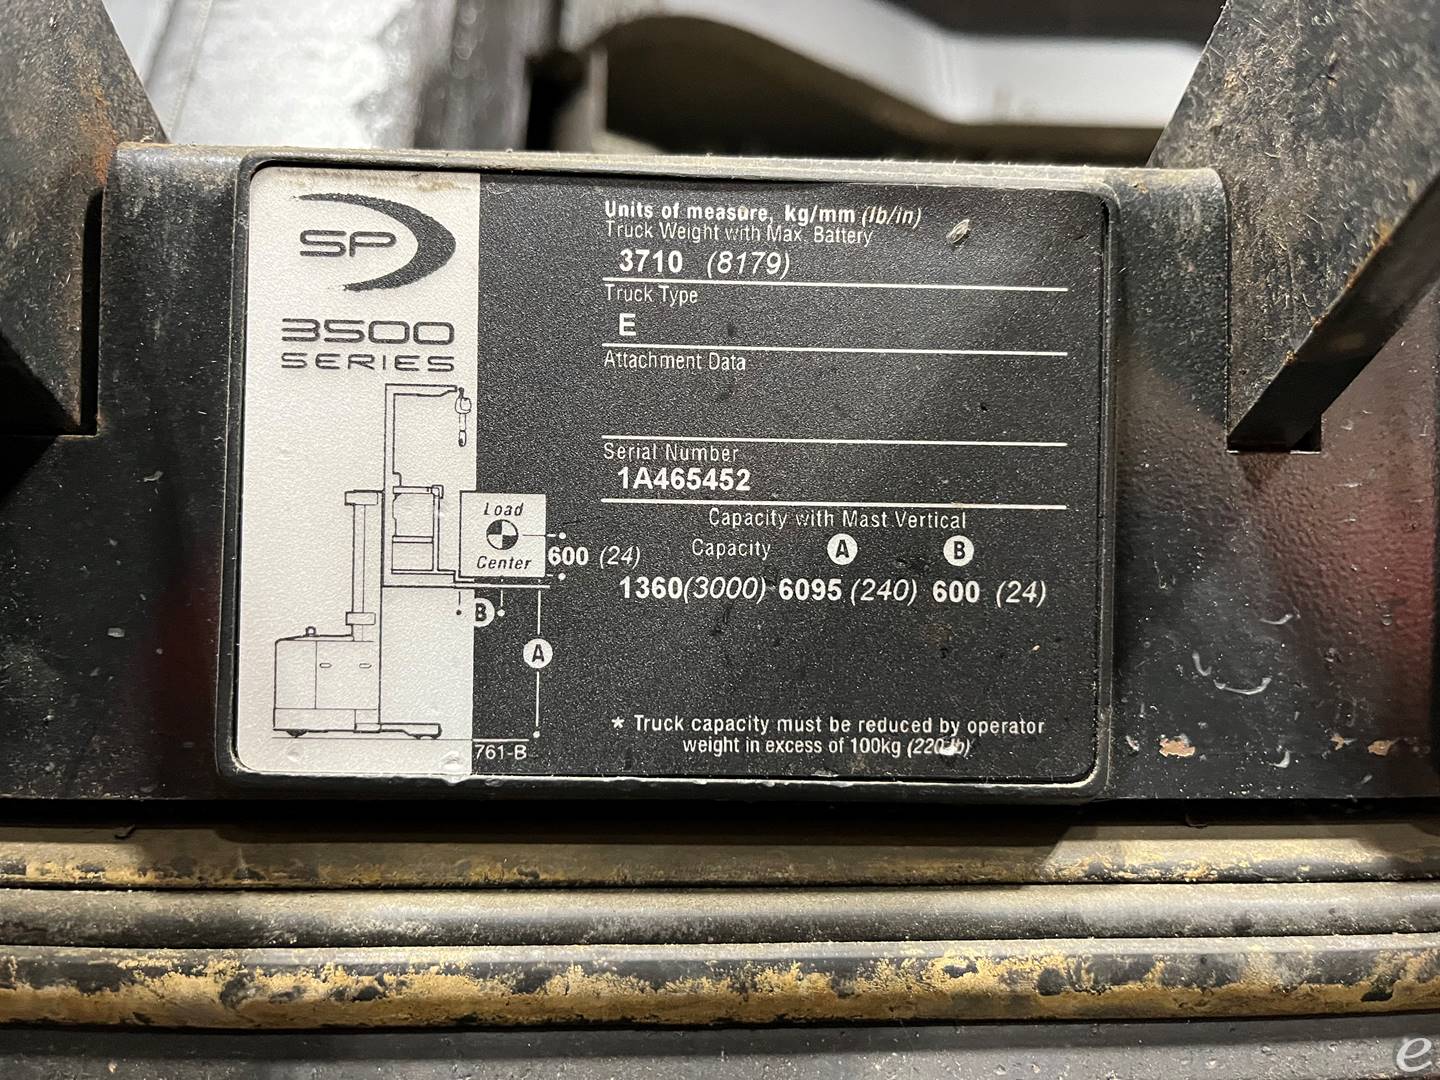 SP
3500
SERIES
Load
Center
600 (24)
B
A
761-B
Units of measure, kg/mm (lb/in)
Truck Weight with Max. Battery
3710 (8179)
Truck Type
E
Attachment Data
Serial Number
1A465452
Capacity with Mast Vertical
Capacity A B
1360(3000) 6095 (240) 600 (24)
* Truck capacity must be reduced by operator
weight in excess of 100kg (220 lb)
e